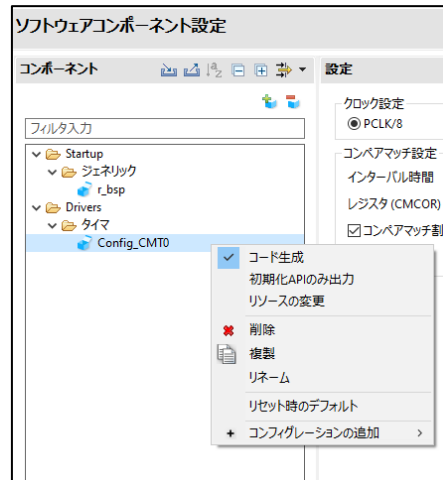 ソフトウェアコンポーネント設定
コンポーネント
設定
フィルタ入力
Startup
ジェネリック
r_bsp
Drivers
タイマ
Config_CMT0
クロック設定
PCLK/8
コンペアマッチ設定
インターバル時間
レジスタ (CMCOR)
コンペアマッチ割
コード生成
初期化APIのみ出力
リソースの変更
削除
複製
リネーム
リセット時のデフォルト
コンフィグレーションの追加